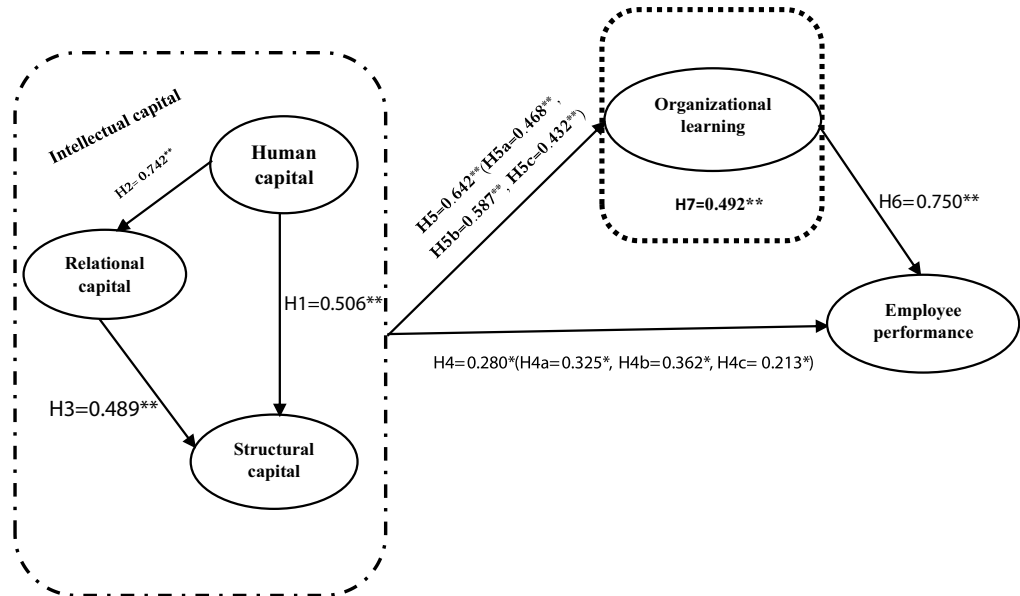 Intellectual capital
Human
capital
H2= 0.742**
Relational
capital
H1=0.506**
H3=0.489**
Structural
capital
H5=0.642** (H5a=0.468**,
H5b=0.587**, H5c=0.432**)
Organizational
learning
H7=0.492**
H6=0.750**
Employee
performance
H4=0.280*(H4a=0.325*, H4b=0.362*, H4c= 0.213*)